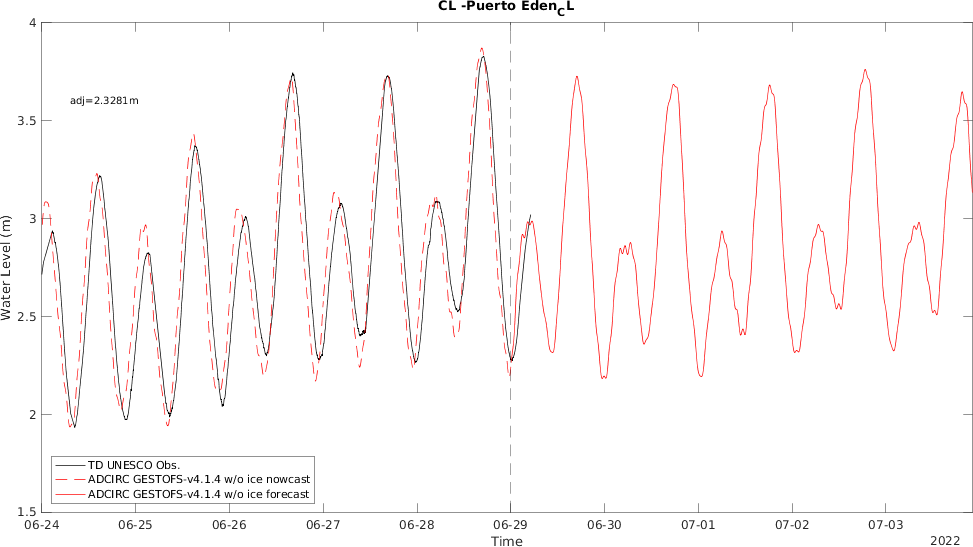 CL -Puerto Eden_CL
4
3.5
3
2.5
2
1.5
Water Level (m)
adj=2.3281m
TD UNESCO Obs.
ADCIRC GESTOFS-v4.1.4 w/o ice nowcast
ADCIRC GESTOFS-v4.1.4 w/o ice forecast
06-24 06-25 06-26 06-27 06-28 06-29 06-30 07-01 07-02 07-03
Time
2022